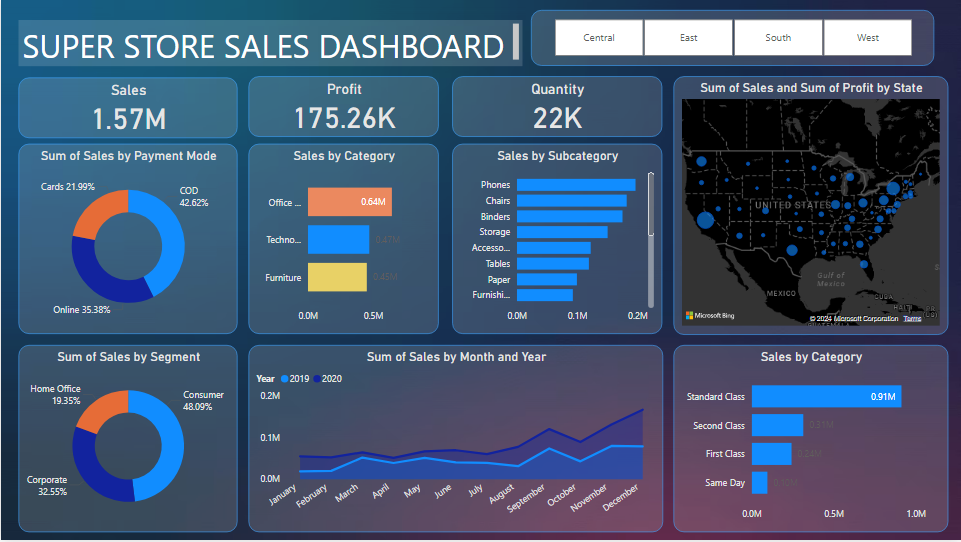 SUPER STORE SALES DASHBOARD
Central
East
South
West
Sales
1.57M
Profit
175.26K
Quantity
22K
Sum of Sales and Sum of Profit by State
UNITED STATES
MEXICO
Gulf of
Mexico
CUBA
Microsoft Bing
© 2024 Microsoft Corporation Terms
Sum of Sales by Payment Mode
Cards 21.99%
COD
42.62%
Online 35.38%
Sales by Category
Office ...
0.64M
Techno...
0.47M
Furniture
0.45M
0.0M
0.5M
Sales by Subcategory
Phones
Chairs
Binders
Storage
Accesso...
Tables
Paper
Furnishi...
0.0M
0.1M
0.2M
Sum of Sales by Segment
Home Office
19.35%
Consumer
48.09%
Corporate
32.55%
Sum of Sales by Month and Year
Year
2019
2020
0.2M
0.1M
0.0M
January
February
March
April
May
June
July
August
September
October
November
December
Sales by Category
Standard Class
0.91M
Second Class
First Class
0.24M
Same Day
0.0M
0.5M
1.0M